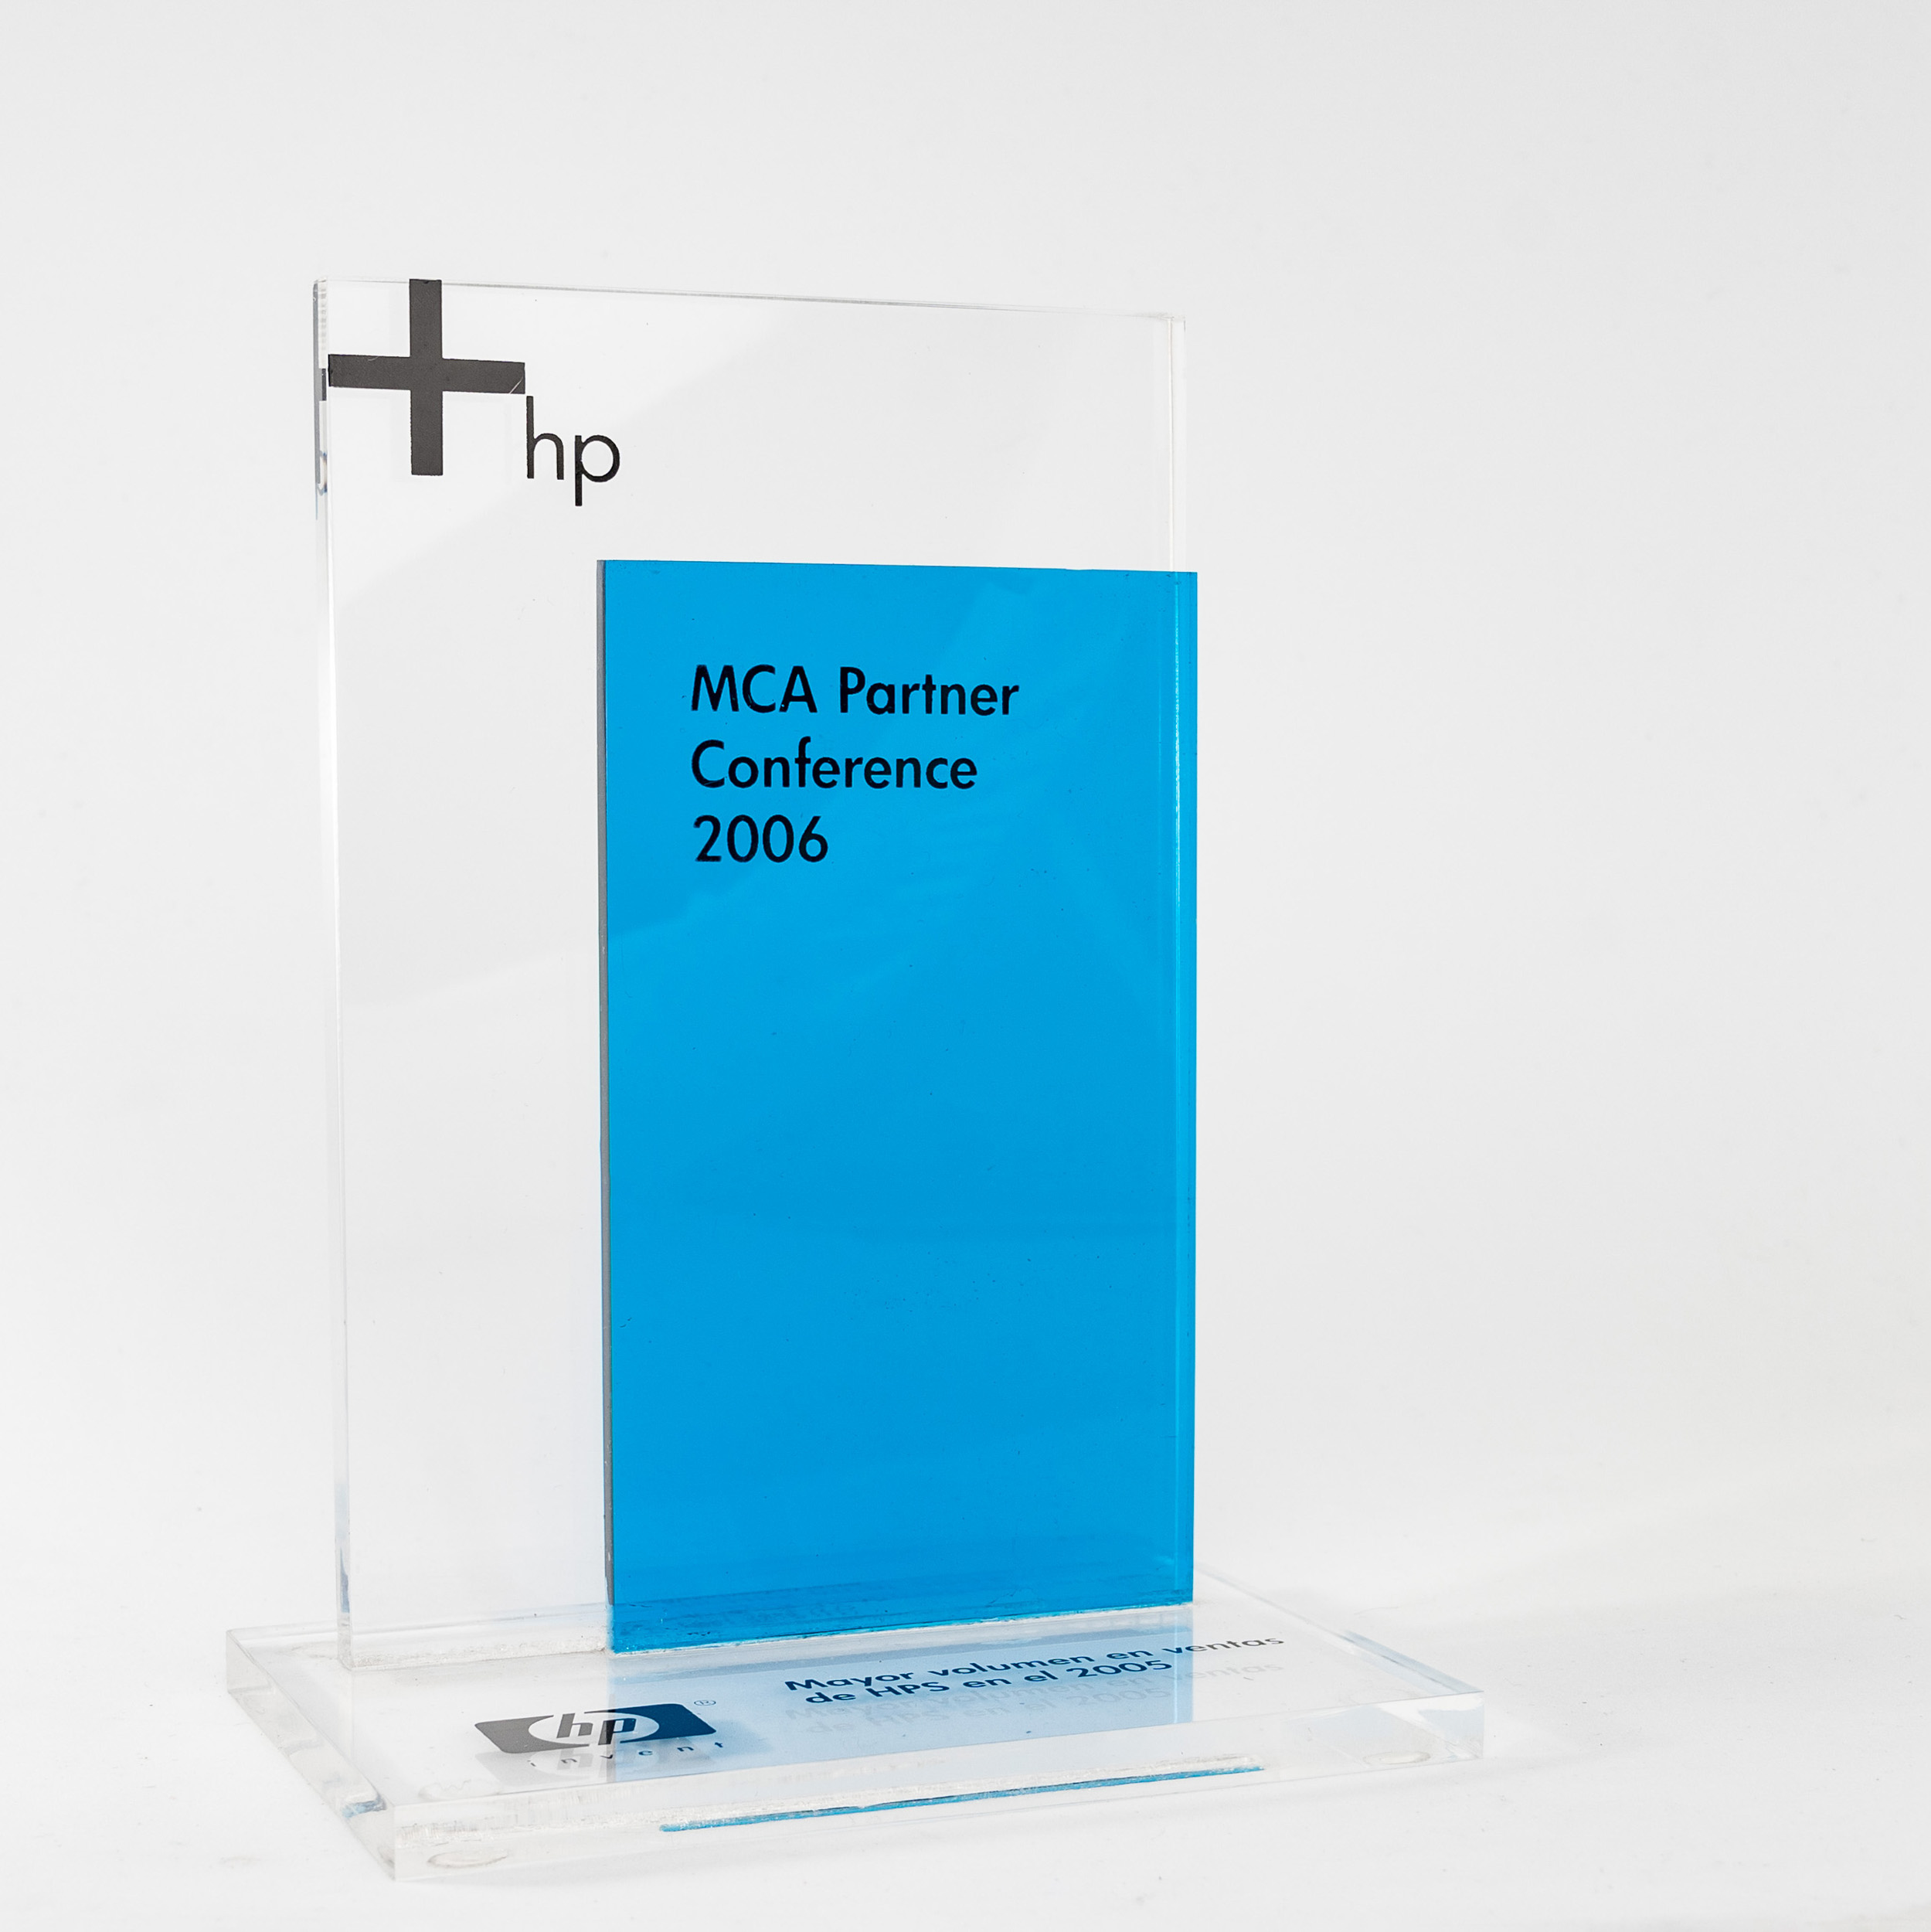 +hp
MCA Partner
Conference
2006
Mayor volumen en ventas
de HPS en el 2005
hp®
invent